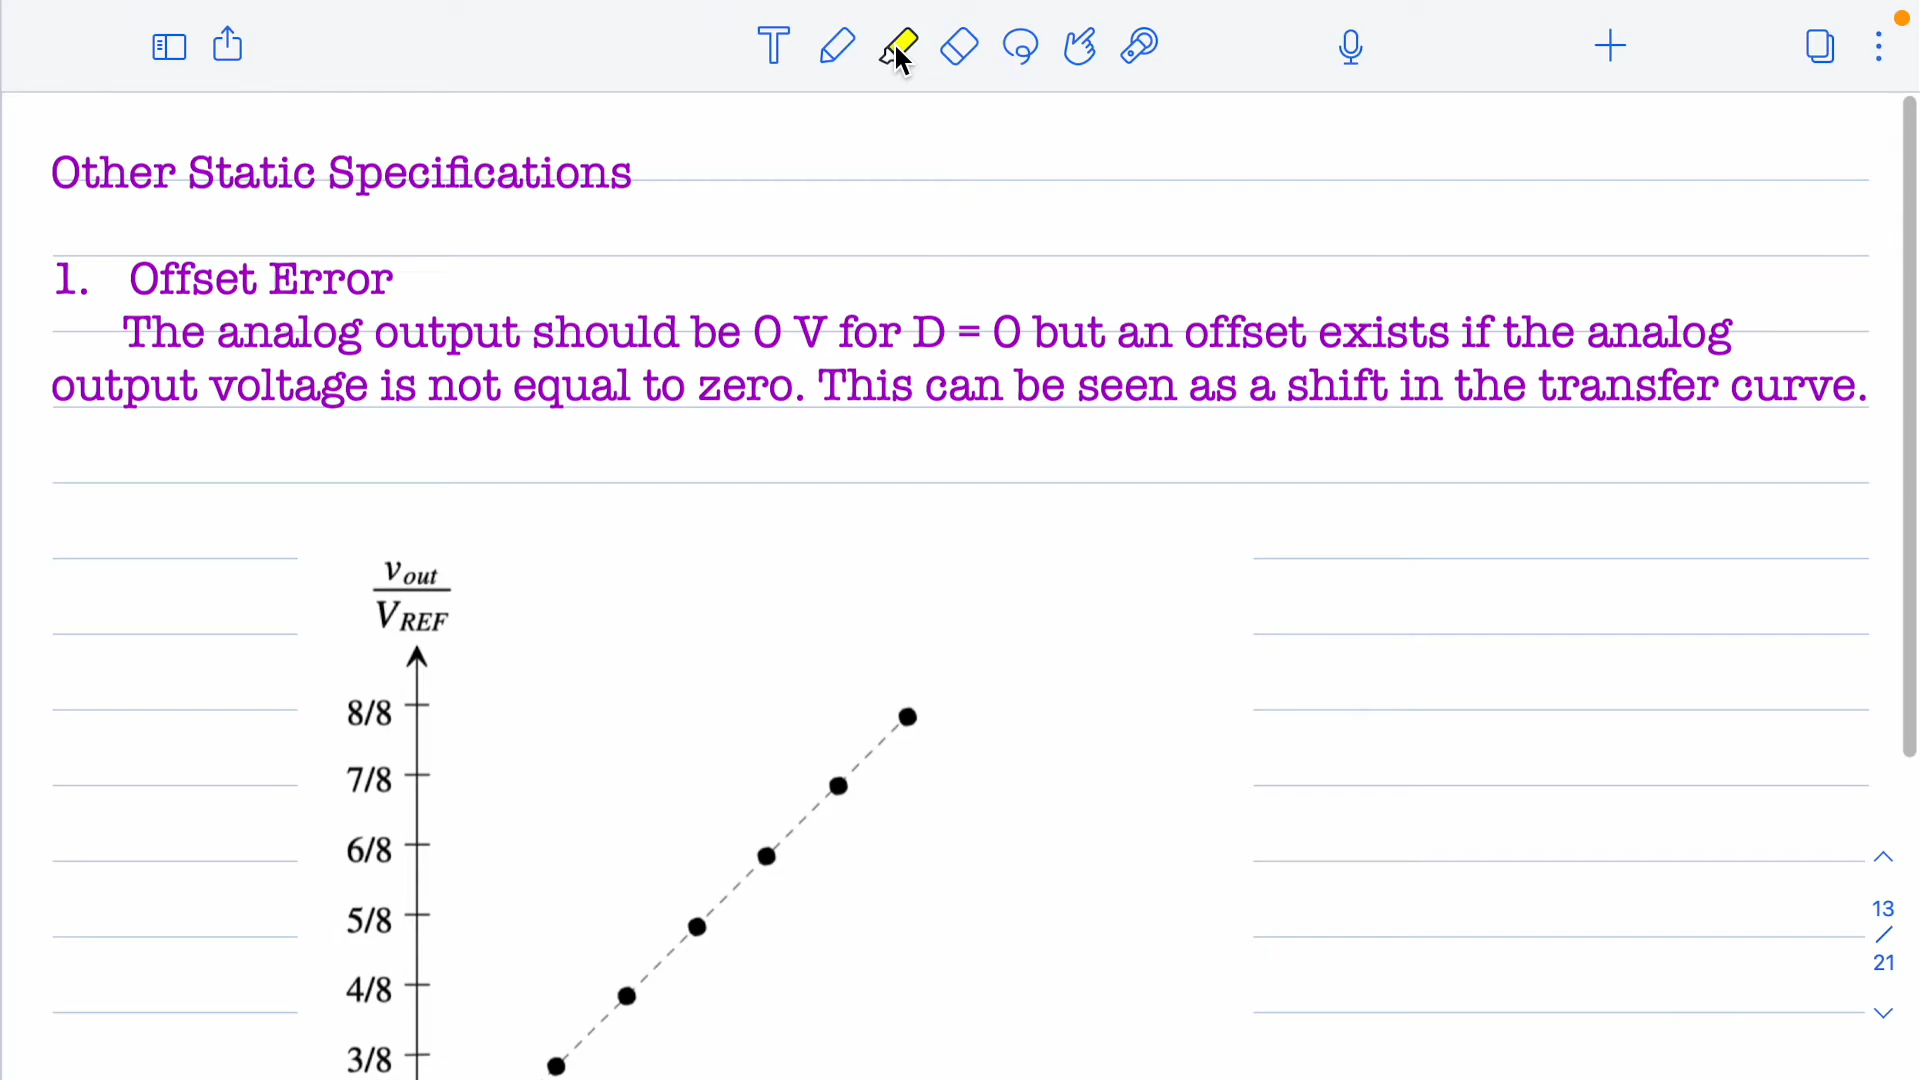 Other Static Specifications
1. Offset Error
The analog output should be 0 V for D = 0 but an offset exists if the analog
output voltage is not equal to zero. This can be seen as a shift in the transfer curve.
v out
V REF
8/8
7/8
6/8
5/8
4/8
3/8
13
/
21